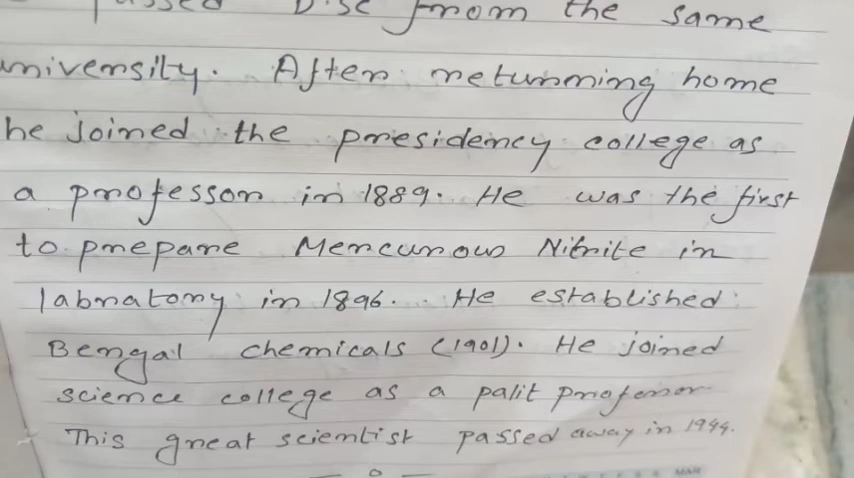 passed D.Sc from the same
university. After returnning home
he joined the presidency college as
a professor in 1889. He was the first
to prepare Mercurous Nitrite in
labratory in 1896. He established
Bengal chemicals (1901). He joined
science college as a palit professor
This great scientist passed away in 1944.